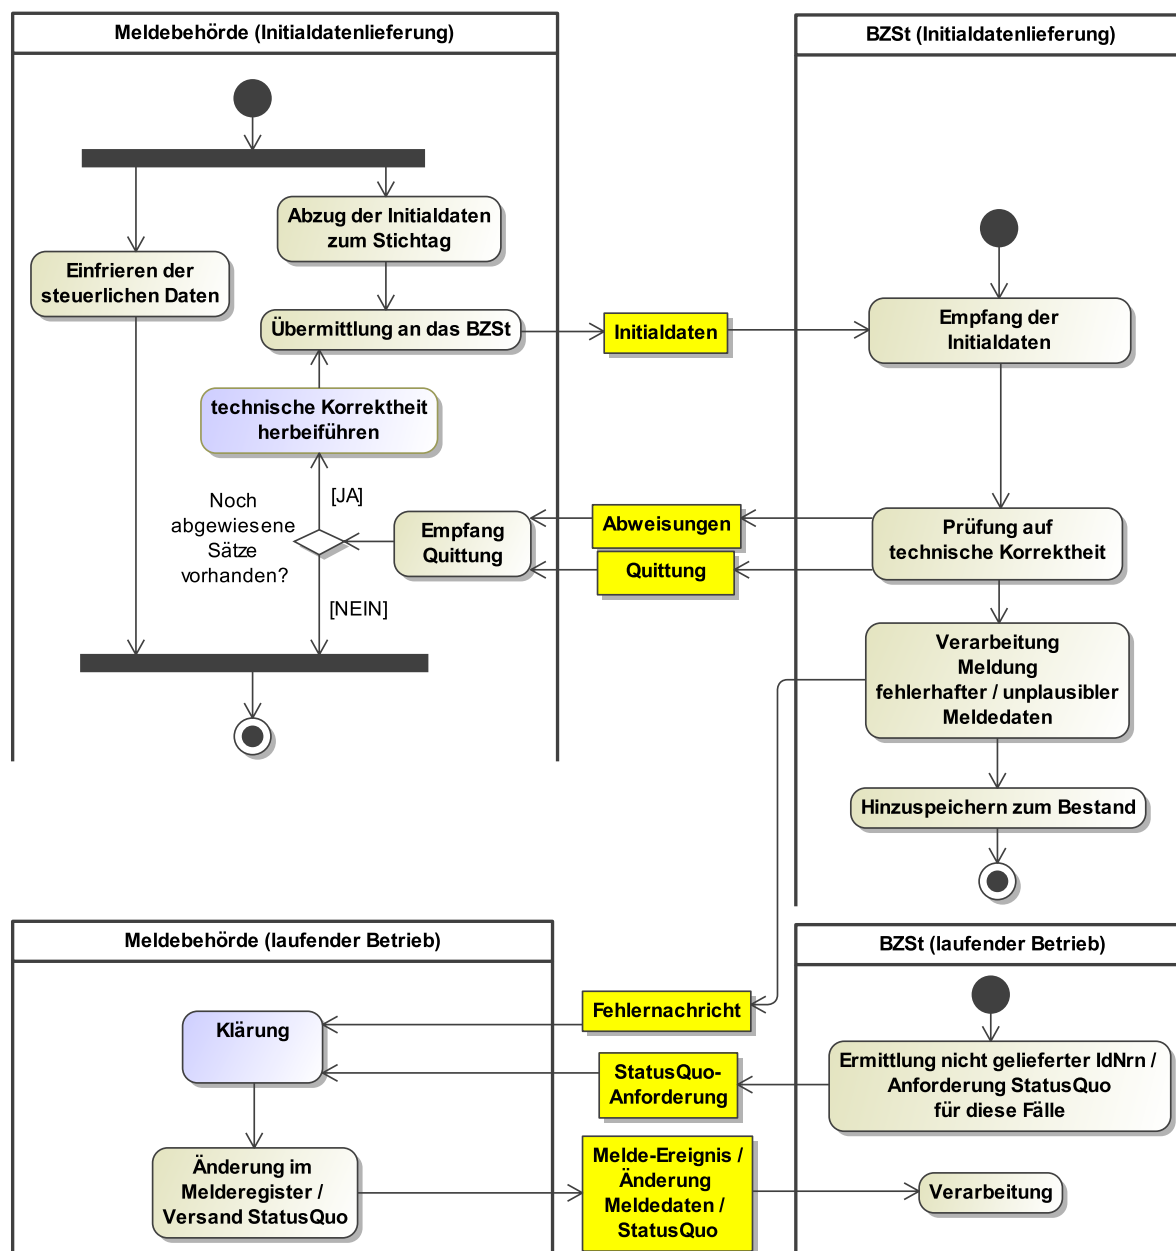 Meldebehörde (Initialdatenlieferung)
BZSt (Initialdatenlieferung)
Abzug der Initialdaten
zum Stichtag
Einfrieren der
steuerlichen Daten
Übermittlung an das BZSt
Initialdaten
Empfang der
Initialdaten
technische Korrektheit
herbeiführen
[JA]
Noch
abgewiesene
Sätze
vorhanden?
[NEIN]
Empfang
Quittung
Abweisungen
Quittung
Prüfung auf
technische Korrektheit
Verarbeitung
Meldung
fehlerhafter / unplausibler
Meldedaten
Hinzuspeichern zum Bestand
Meldebehörde (laufender Betrieb)
BZSt (laufender Betrieb)
Fehlernachricht
Klärung
StatusQuo-
Anforderung
Ermittlung nicht gelieferter IdNrn /
Anforderung StatusQuo
für diese Fälle
Änderung im
Melderegister /
Versand StatusQuo
Melde-Ereignis /
Änderung
Meldedaten /
StatusQuo
Verarbeitung